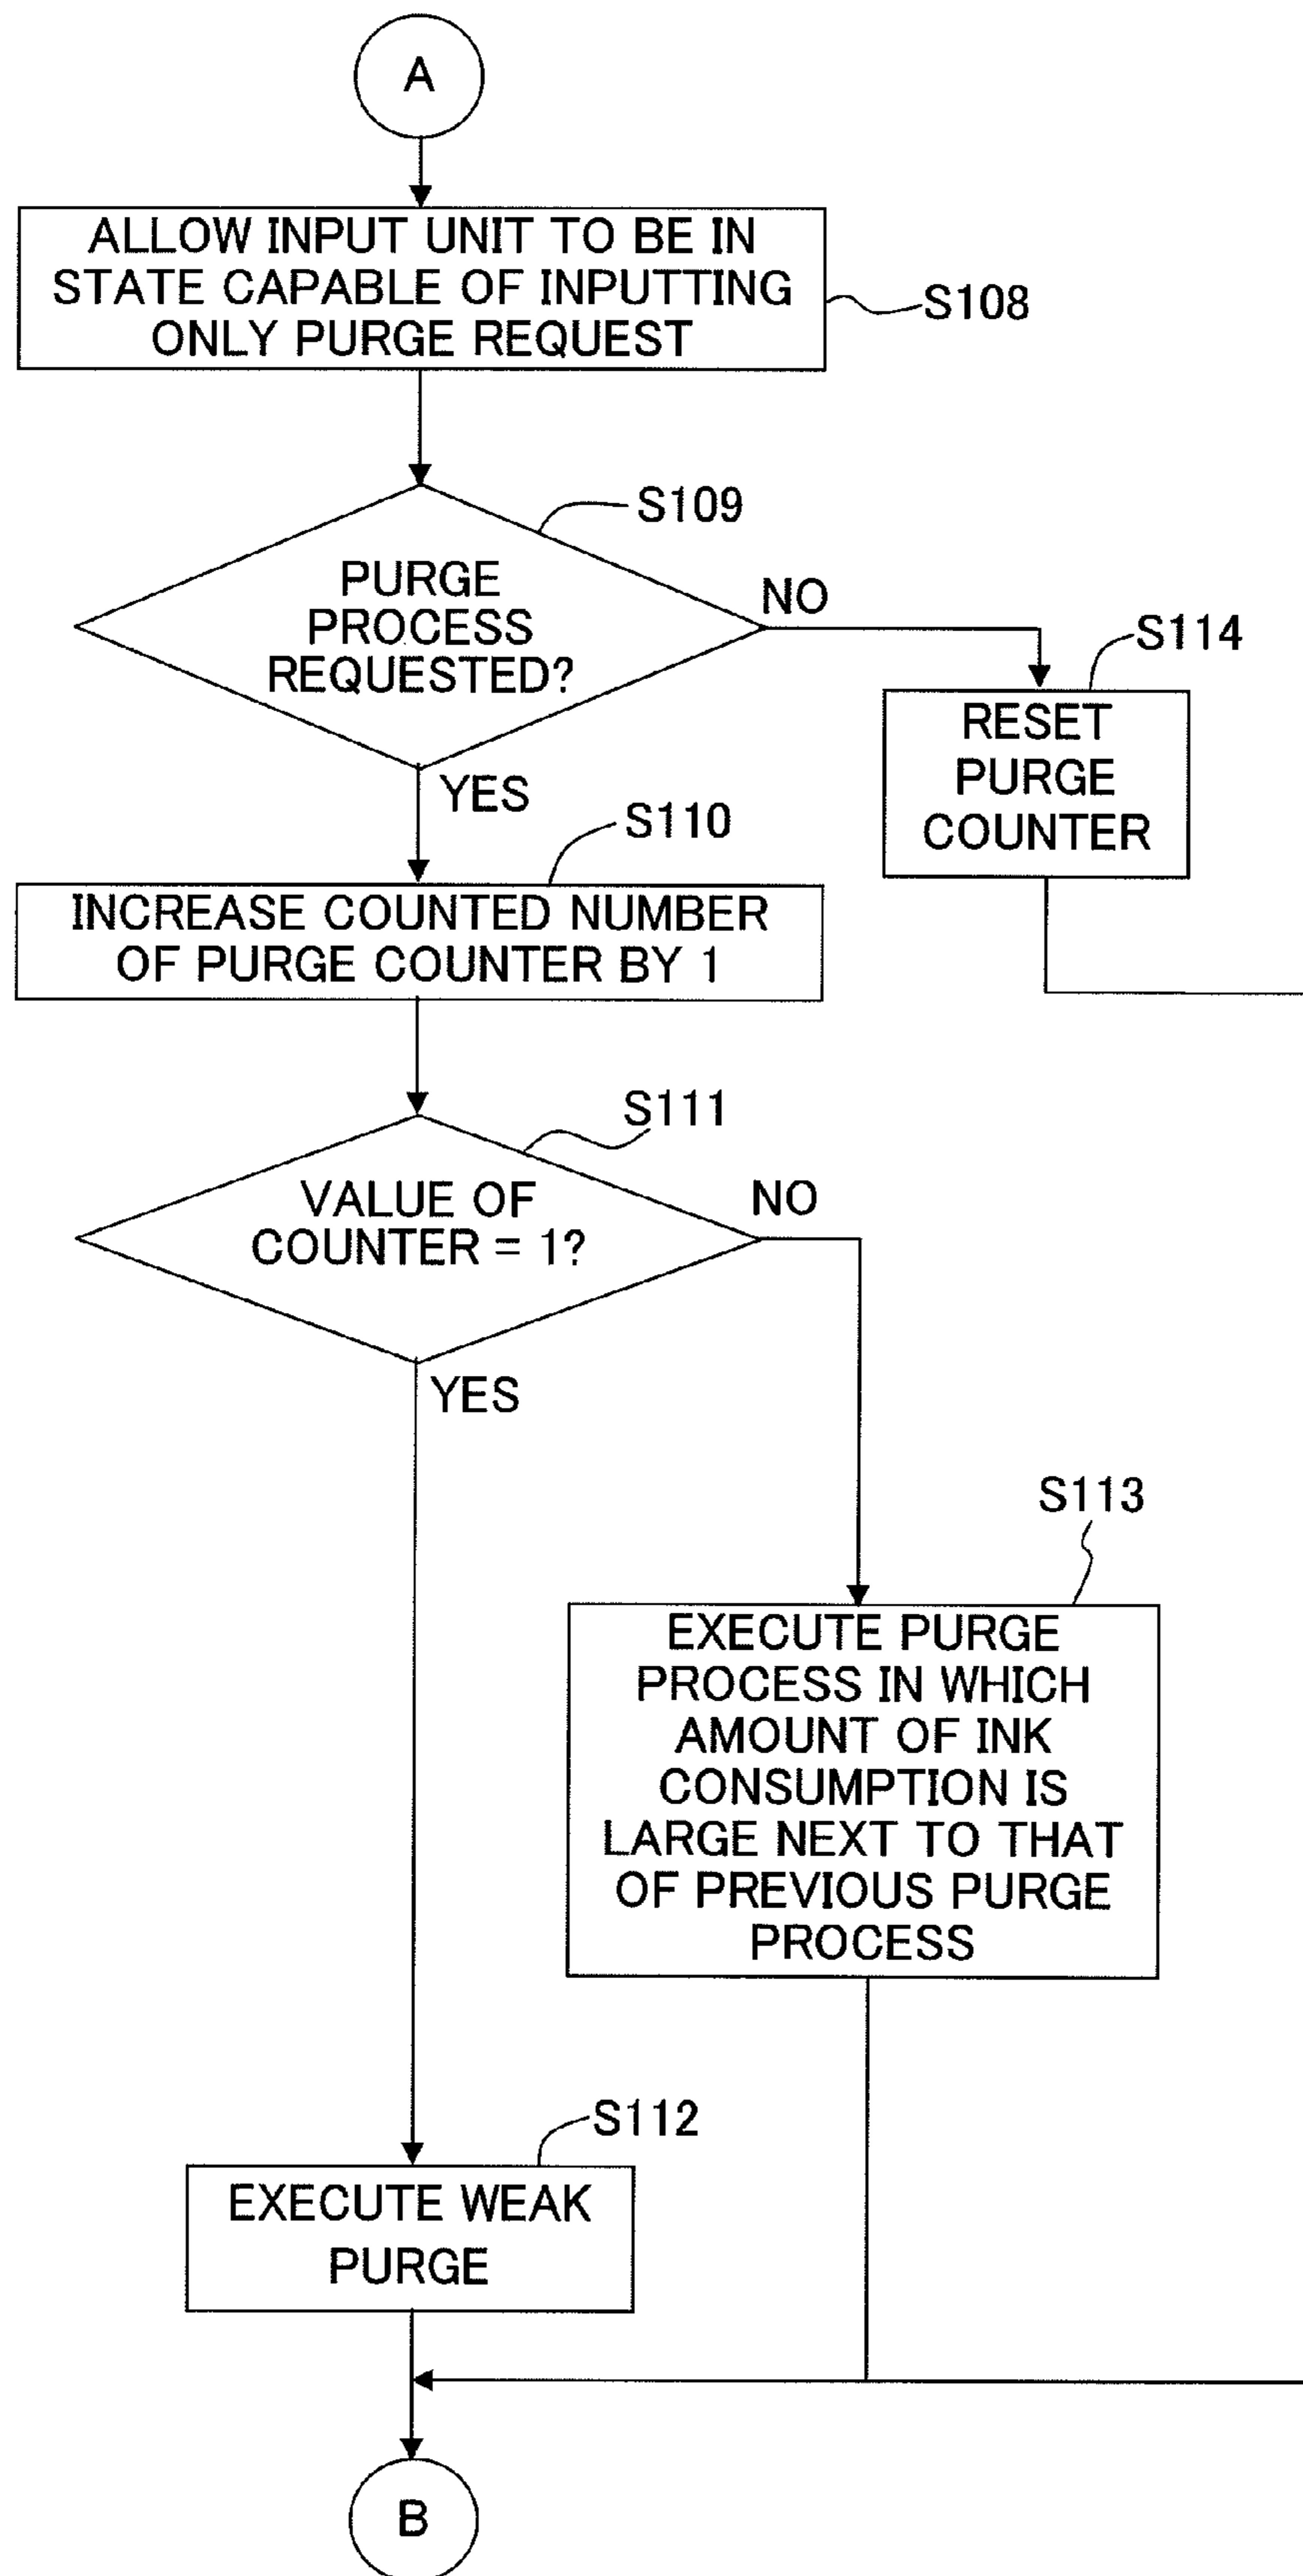 A
ALLOW INPUT UNIT TO BE IN
STATE CAPABLE OF INPUTTING
ONLY PURGE REQUEST
S108
S109
PURGE
PROCESS
REQUESTED?
NO
S114
RESET
PURGE
COUNTER
YES
S110
INCREASE COUNTED NUMBER
OF PURGE COUNTER BY 1
S111
VALUE OF
COUNTER = 1?
NO
YES
S113
EXECUTE PURGE
PROCESS IN WHICH
AMOUNT OF INK
CONSUMPTION IS
LARGE NEXT TO THAT
OF PREVIOUS PURGE
PROCESS
S112
EXECUTE WEAK
PURGE
B